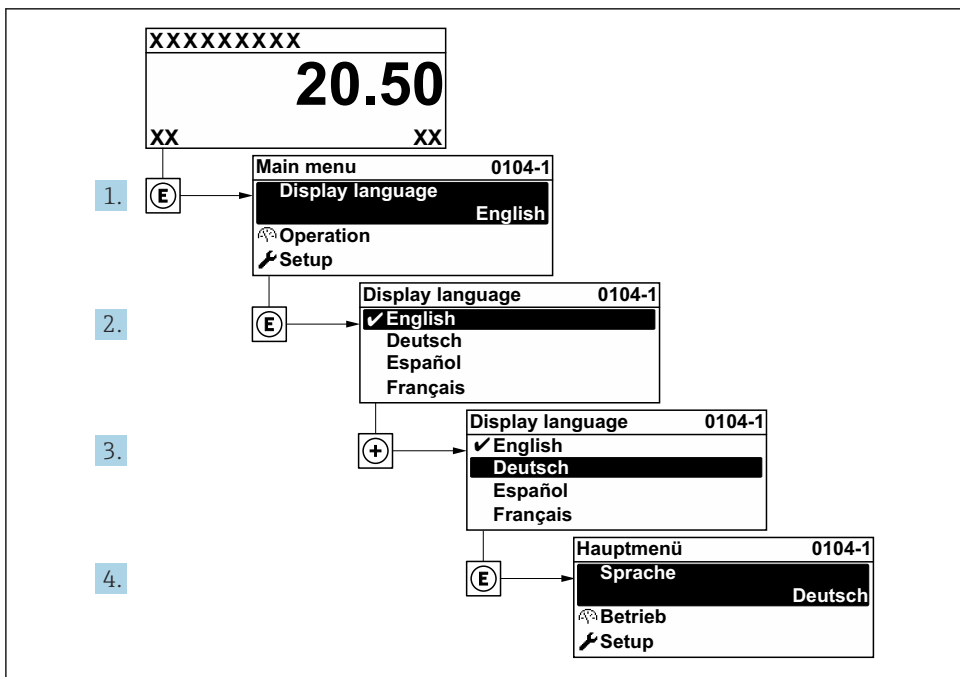 XXXXXXXXX
20.50
XX XX
1. E
Main menu 0104-1
Display language
English
Operation
Setup
2. E
Display language 0104-1
✔English
Deutsch
Español
Français
3. +
Display language 0104-1
✔English
Deutsch
Español
Français
4. E
Hauptmenü 0104-1
Sprache
Deutsch
Betrieb
Setup